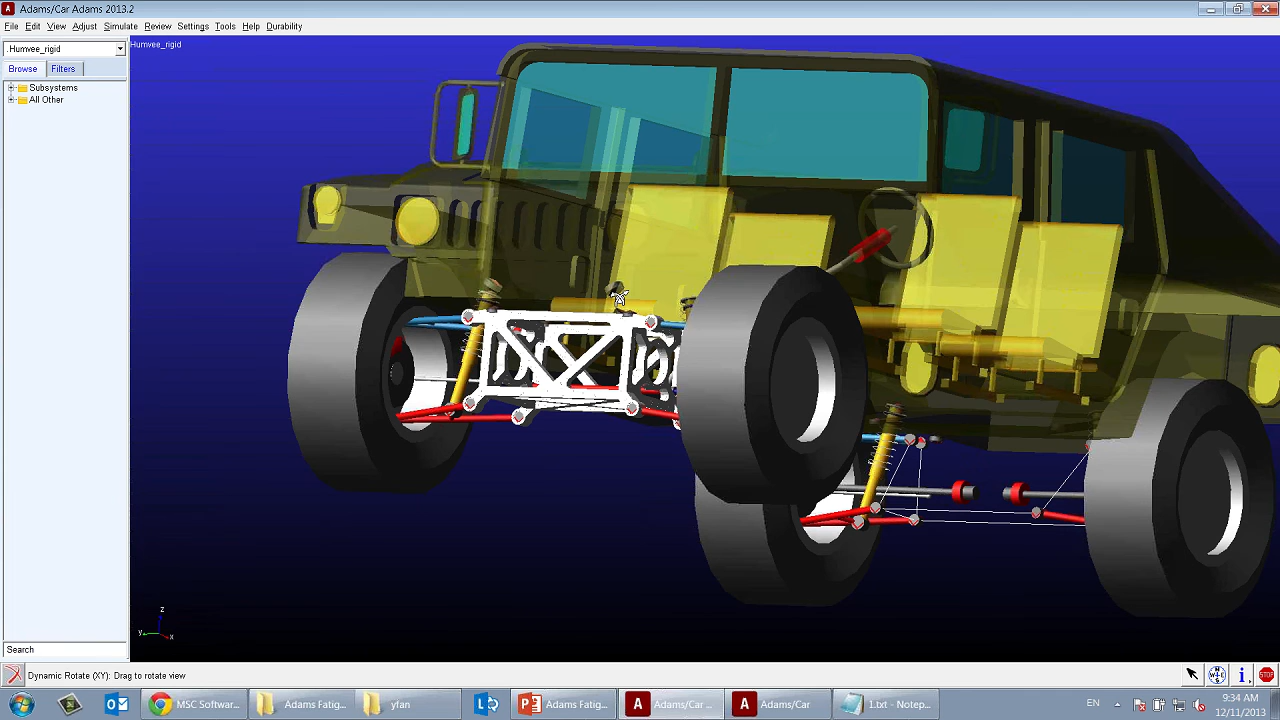 Adams/Car Adams 2013.2
File Edit View Adjust Simulate Review Settings Tools Help Durability
.Humvee_rigid
Humvee_rigid
Browse Filters
Subsystems
All Other
z
y x
Search
Dynamic Rotate (XY): Drag to rotate view
STOP
MSC Softwar... Adams Fatig... yfan Adams Fatig... Adams/Car ... Adams/Car 1.txt - Notep... EN 9:34 AM
12/11/2013